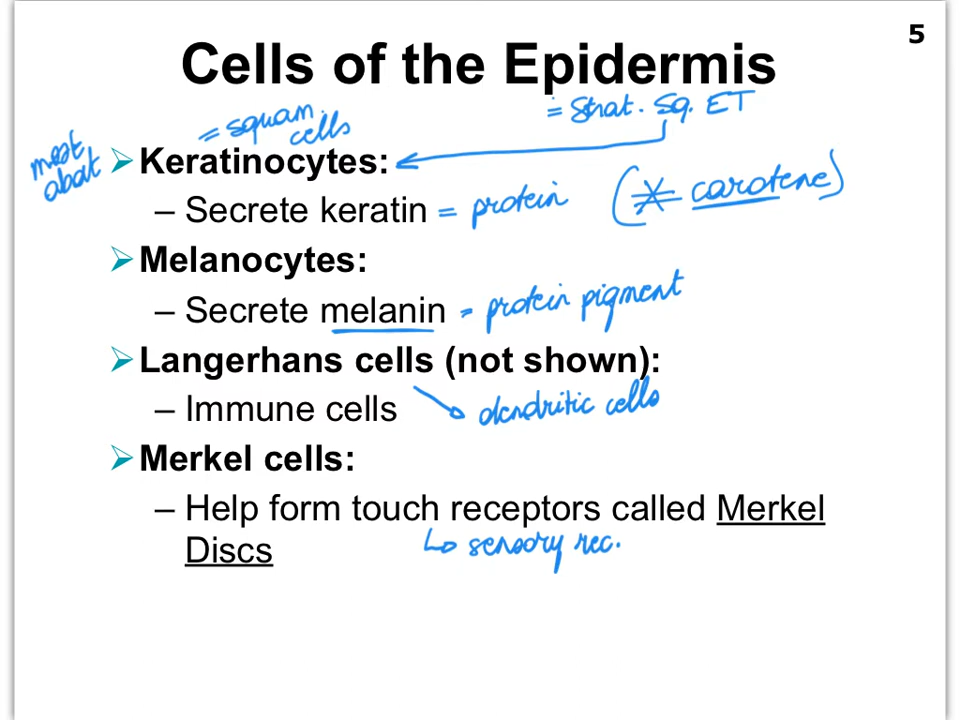 5
Cells of the Epidermis
= Strat. Sq. ET
= squam. cells
most abdt
➢ Keratinocytes:
– Secrete keratin = protein (≠ carotene)
➢ Melanocytes:
– Secrete melanin = protein pigment
➢ Langerhans cells (not shown):
– Immune cells dendritic cells
➢ Merkel cells:
– Help form touch receptors called Merkel
Discs
↳ sensory rec.